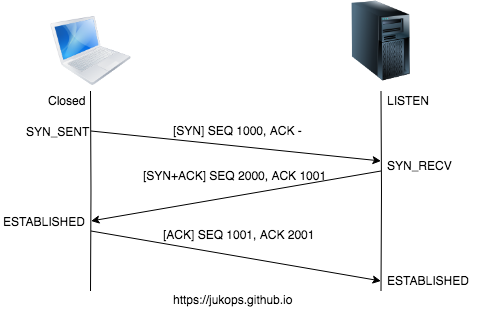 Closed
LISTEN
SYN_SENT
[SYN] SEQ 1000, ACK -
SYN_RECV
[SYN+ACK] SEQ 2000, ACK 1001
ESTABLISHED
[ACK] SEQ 1001, ACK 2001
ESTABLISHED
https://jukops.github.io